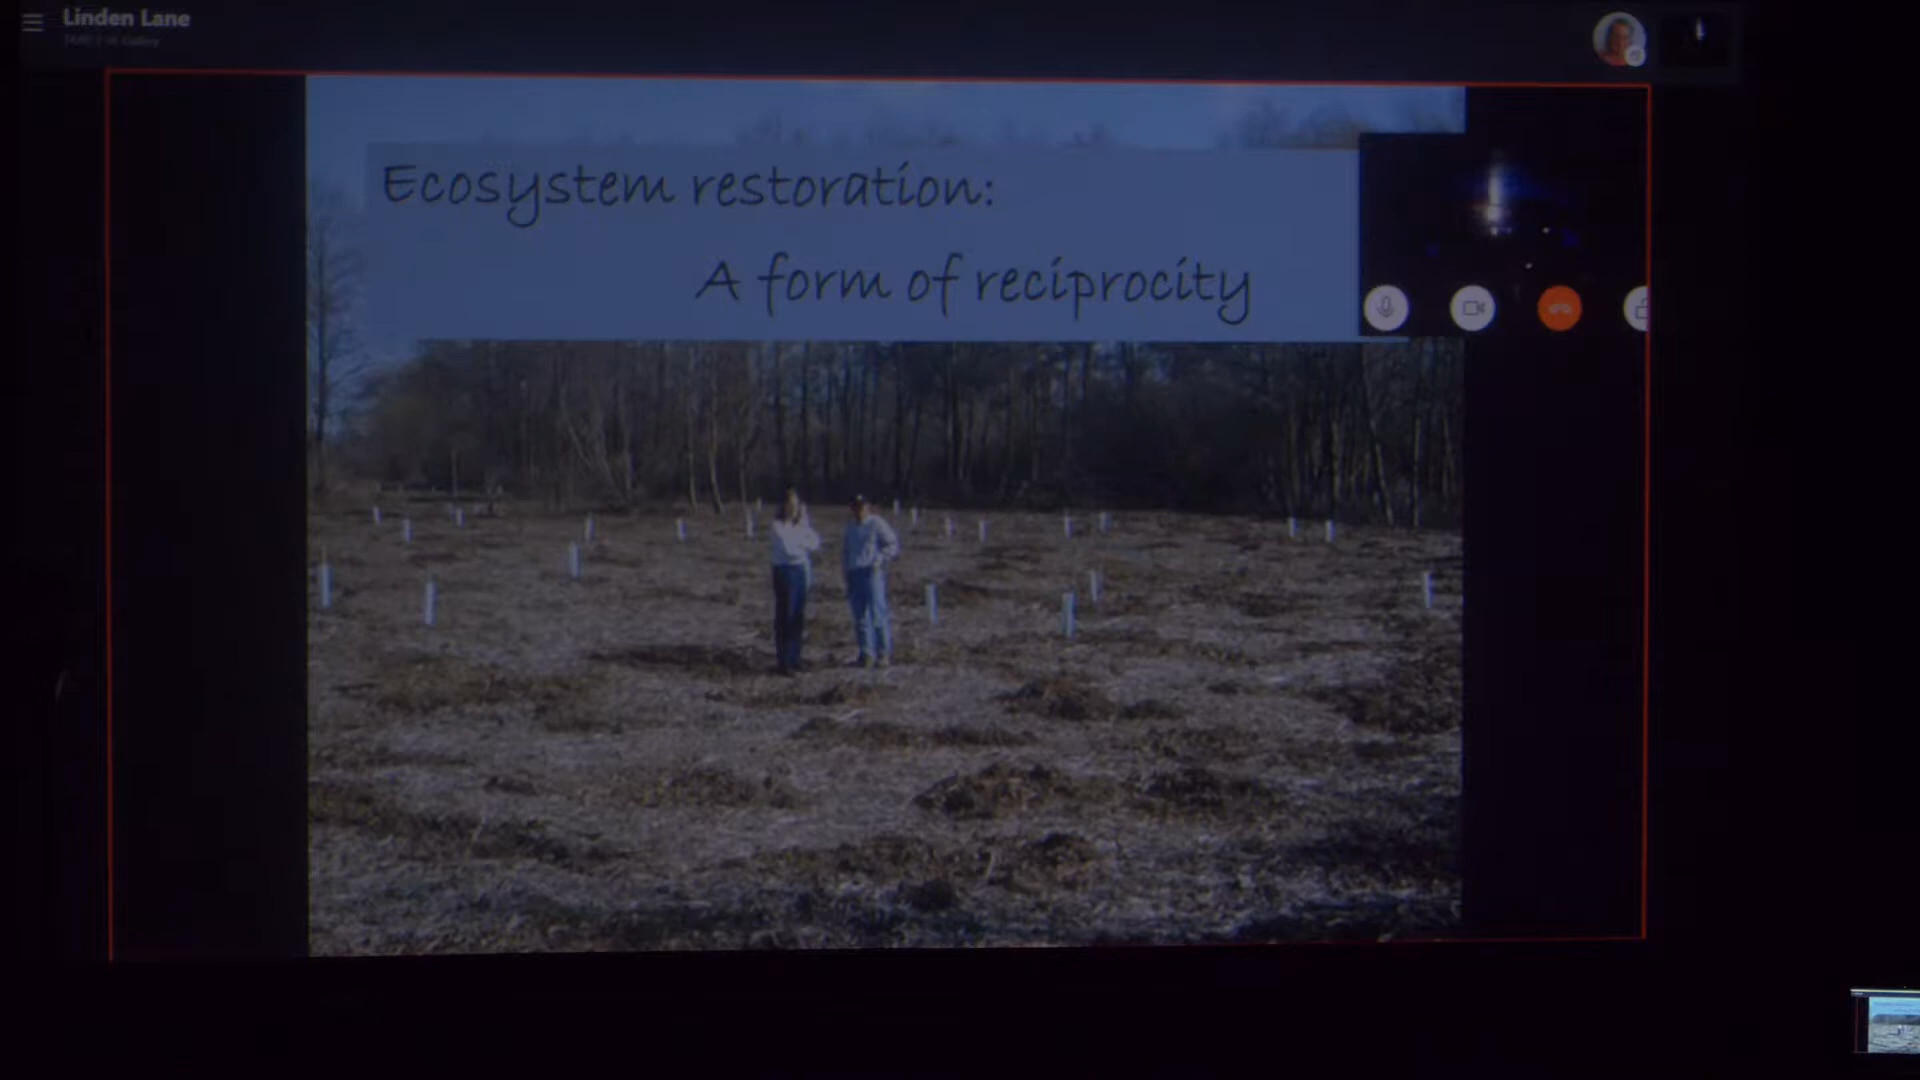 Linden Lane
Ecosystem restoration:
A form of reciprocity